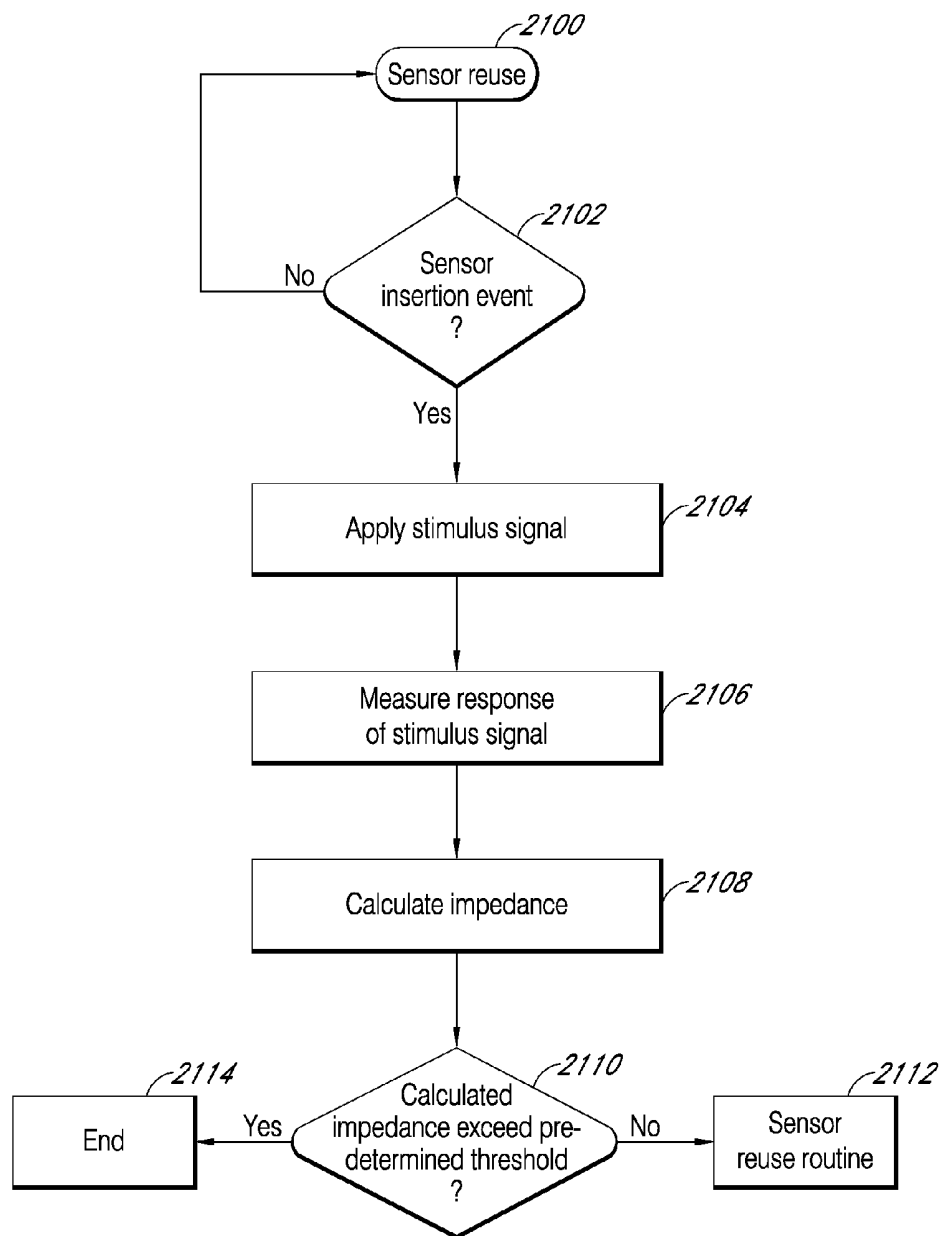 2100
Sensor reuse
2102
Sensor
insertion event
?
No
Yes
2104
Apply stimulus signal
2106
Measure response
of stimulus signal
2108
Calculate impedance
2110
Calculated
impedance exceed pre-
determined threshold
?
Yes
No
2114
End
2112
Sensor
reuse routine